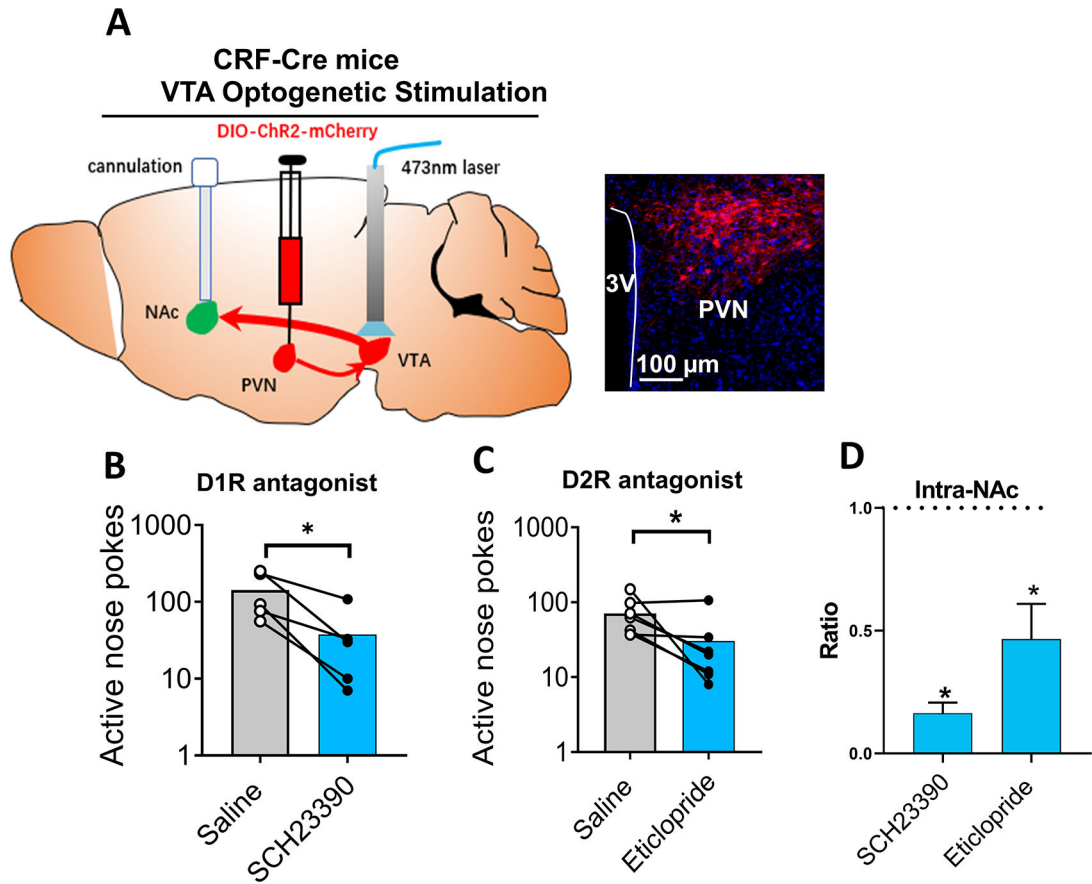 A
CRF-Cre mice
VTA Optogenetic Stimulation
DIO-ChR2-mCherry
cannulation
473nm laser
NAc
PVN
VTA
3V
PVN
100 μm
B
D1R antagonist
Active nose pokes
1000
100
10
1
*
Saline
SCH23390
C
D2R antagonist
Active nose pokes
1000
100
10
1
*
Saline
Eticlopride
D
Intra-NAc
Ratio
1.0
0.5
0.0
*
*
SCH23390
Eticlopride